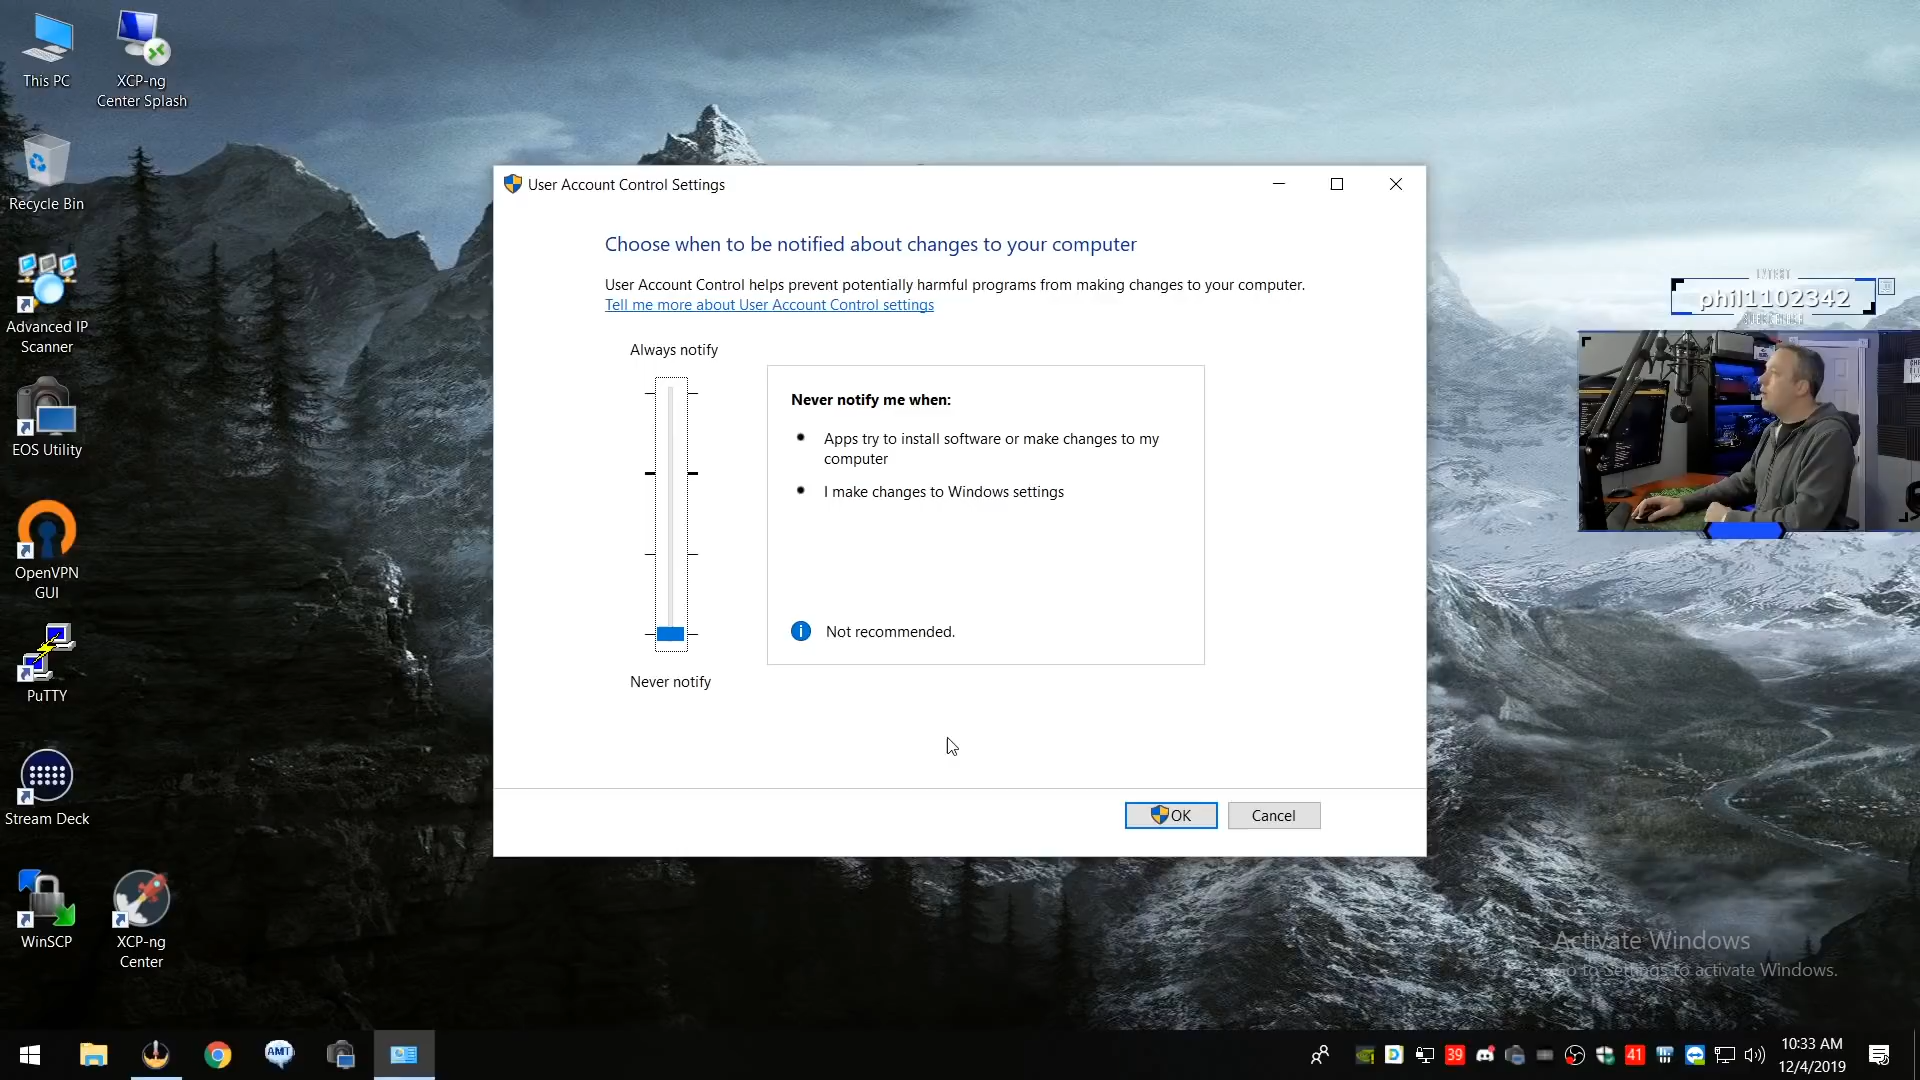 This PC
XCP-ng
Center Splash
Recycle Bin
Advanced IP
Scanner
EOS Utility
OpenVPN
GUI
PuTTY
Stream Deck
WinSCP
XCP-ng
Center
User Account Control Settings
Choose when to be notified about changes to your computer
User Account Control helps prevent potentially harmful programs from making changes to your computer.
Tell me more about User Account Control settings
Always notify
Never notify me when:
Apps try to install software or make changes to my
computer
I make changes to Windows settings
Not recommended.
Never notify
OK
Cancel
LATEST
phil1102342
Activate Windows
Go to Settings to activate Windows.
AMT
39
41
10:33 AM
12/4/2019